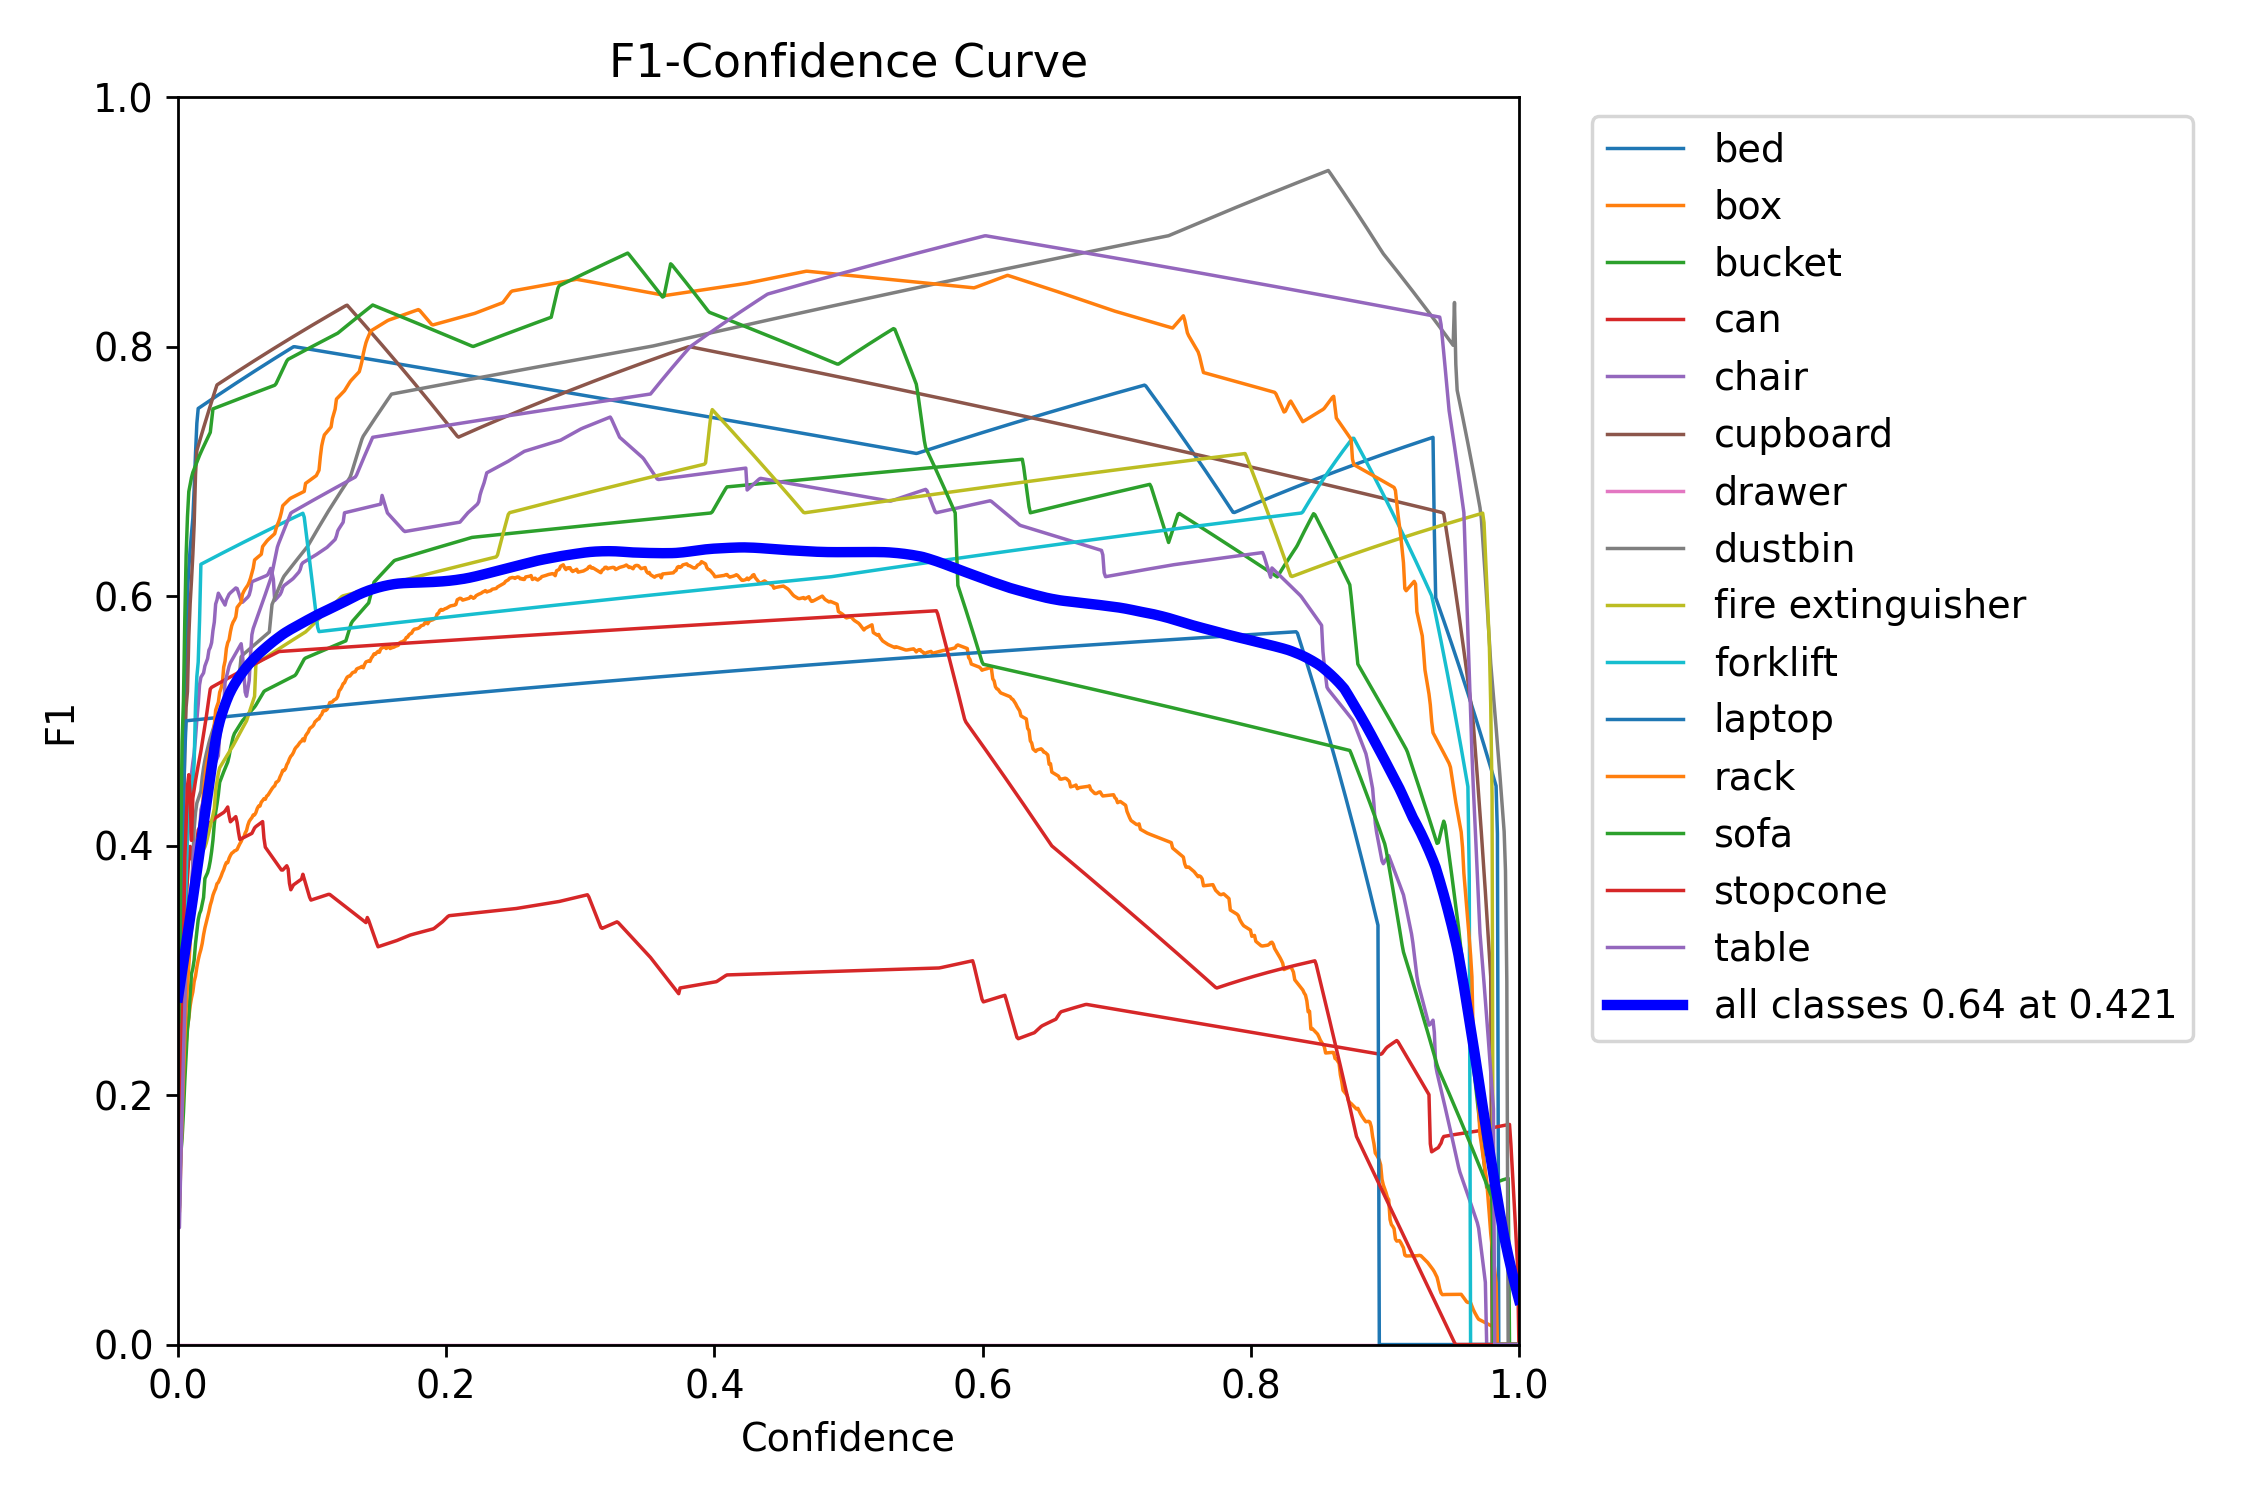 F1-Confidence Curve
1.0
0.8
0.6
0.4
0.2
0.0
F1
0.0 0.2 0.4 0.6 0.8 1.0
Confidence
bed
box
bucket
can
chair
cupboard
drawer
dustbin
fire extinguisher
forklift
laptop
rack
sofa
stopcone
table
all classes 0.64 at 0.421